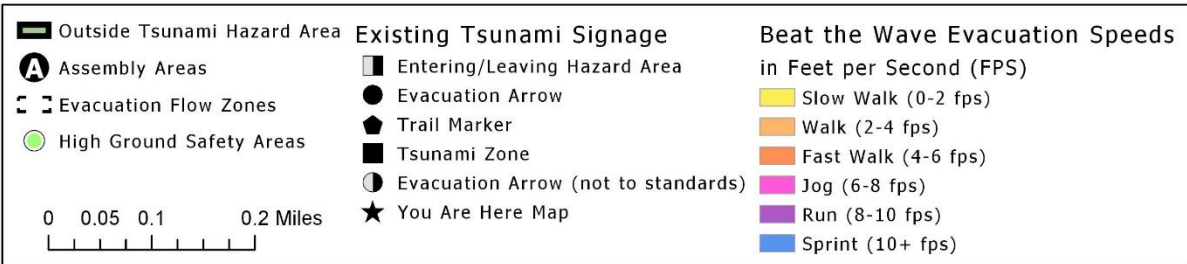 Outside Tsunami Hazard Area
A Assembly Areas
Evacuation Flow Zones
High Ground Safety Areas
0 0.05 0.1 0.2 Miles
Existing Tsunami Signage
Entering/Leaving Hazard Area
Evacuation Arrow
Trail Marker
Tsunami Zone
Evacuation Arrow (not to standards)
You Are Here Map
Beat the Wave Evacuation Speeds
in Feet per Second (FPS)
Slow Walk (0-2 fps)
Walk (2-4 fps)
Fast Walk (4-6 fps)
Jog (6-8 fps)
Run (8-10 fps)
Sprint (10+ fps)